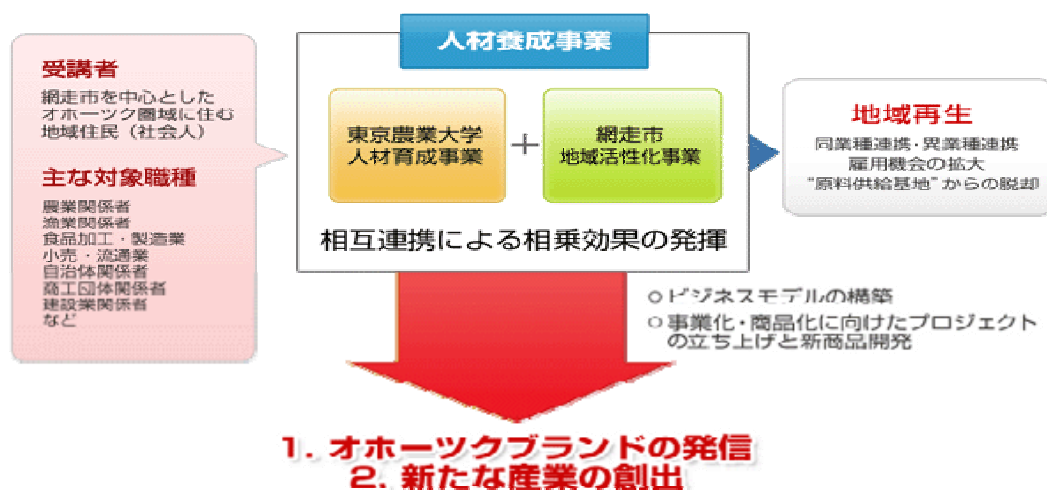 人材養成事業
受講者
網走市を中心とした
オホーツク圏域に住む
地域住民（社会人）
主な対象職種
農業関係者
漁業関係者
食品加工・製造業
小売・流通業
自治体関係者
商工団体関係者
建設業関係者
など
東京農業大学
人材育成事業
＋
網走市
地域活性化事業
相互連携による相乗効果の発揮
地域再生
同業種連携・異業種連携
雇用機会の拡大
“原料供給基地”からの脱却
○ビジネスモデルの構築
○事業化・商品化に向けたプロジェクト
の立ち上げと新商品開発
1. オホーツクブランドの発信
2. 新たな産業の創出